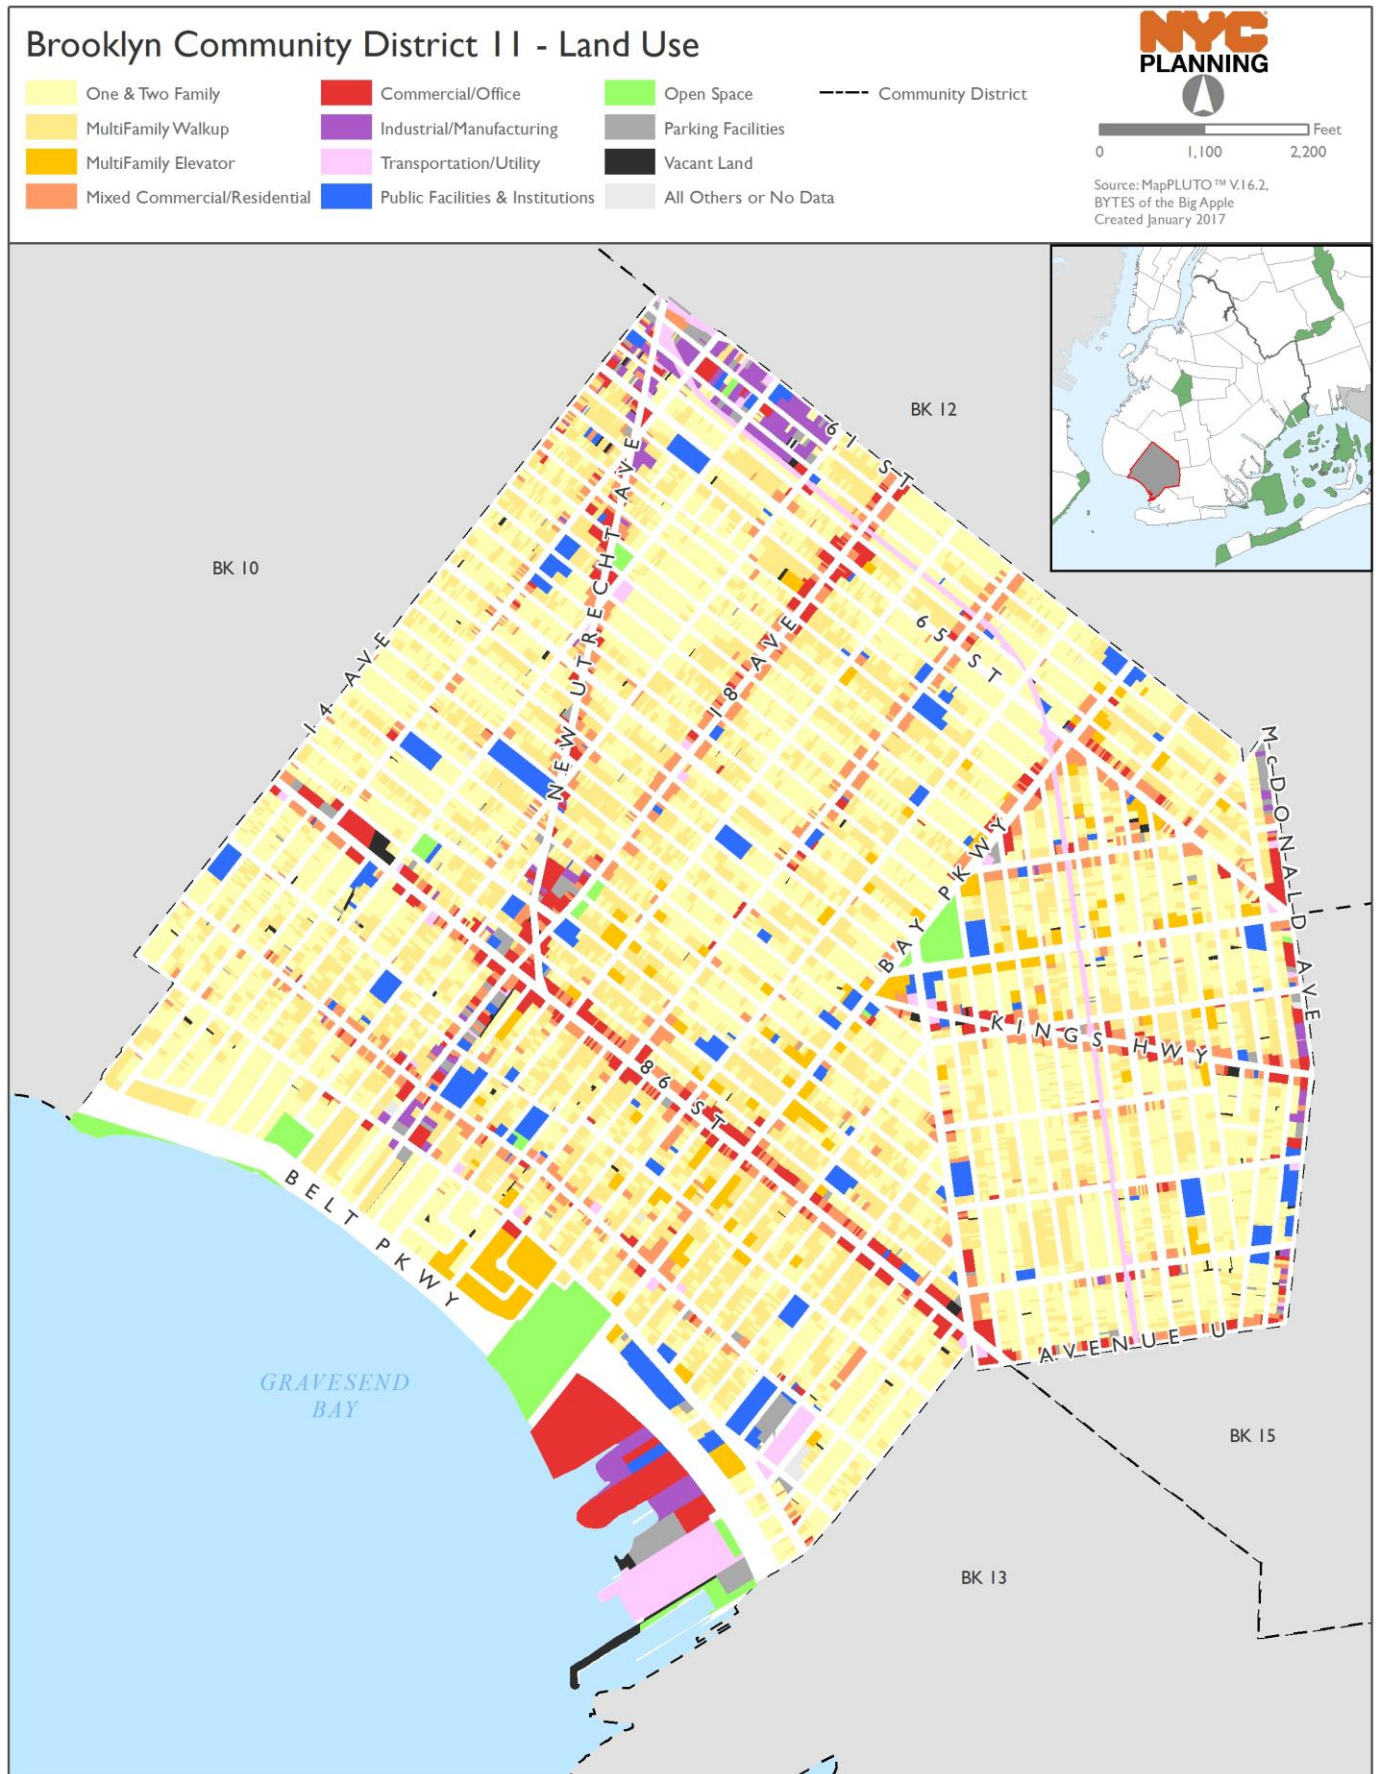 Brooklyn Community District 11 - Land Use
One & Two Family
MultiFamily Walkup
MultiFamily Elevator
Mixed Commercial/Residential
Commercial/Office
Industrial/Manufacturing
Transportation/Utility
Public Facilities & Institutions
Open Space
Parking Facilities
Vacant Land
All Others or No Data
Community District
NYC
PLANNING
Feet
0 1,100 2,200
Source: MapPLUTO™ V.16.2,
BYTES of the Big Apple
Created January 2017
BK 12
61 ST
BK 10
NEW UTRECHT AVE
65 ST
18 AVE
14 AVE
McDONALD AVE
BAY PKWY
KINGS HWY
86 ST
BELT PKWY
AVENUE U
GRAVESEND
BAY
BK 15
BK 13